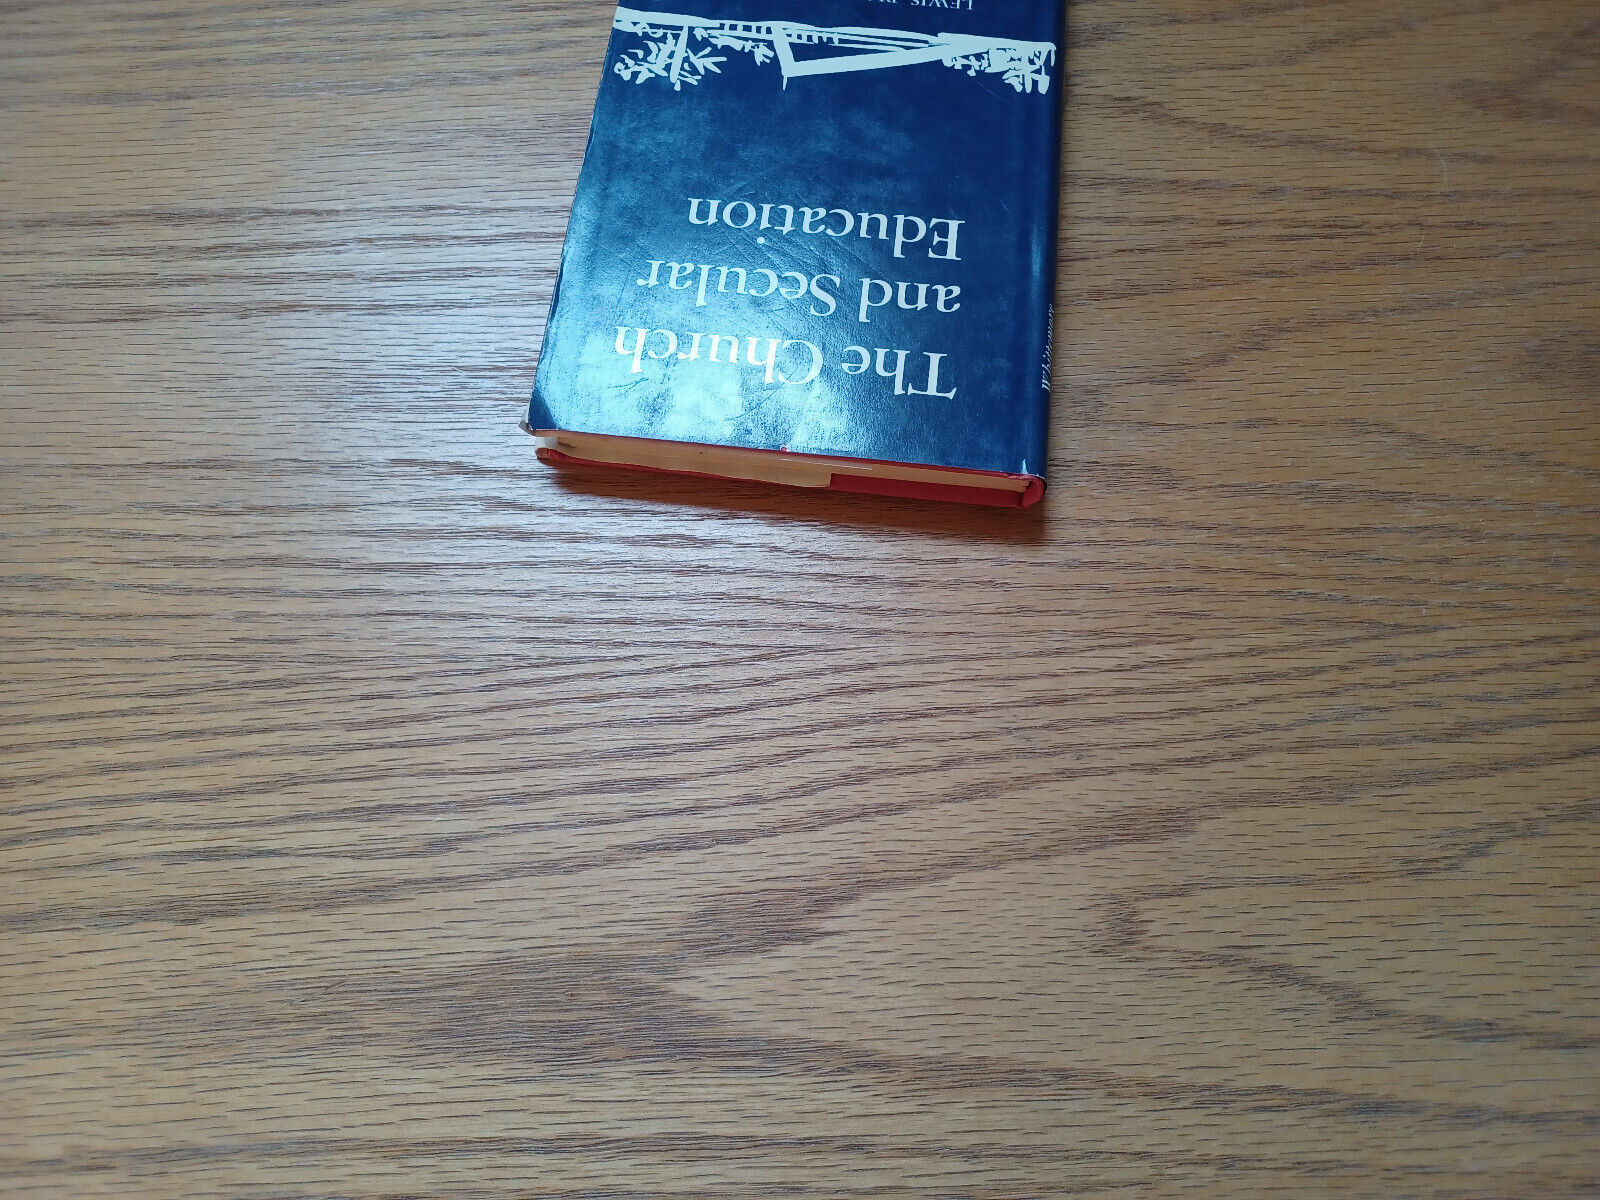 The Church
and Secular
Education
LEWIS